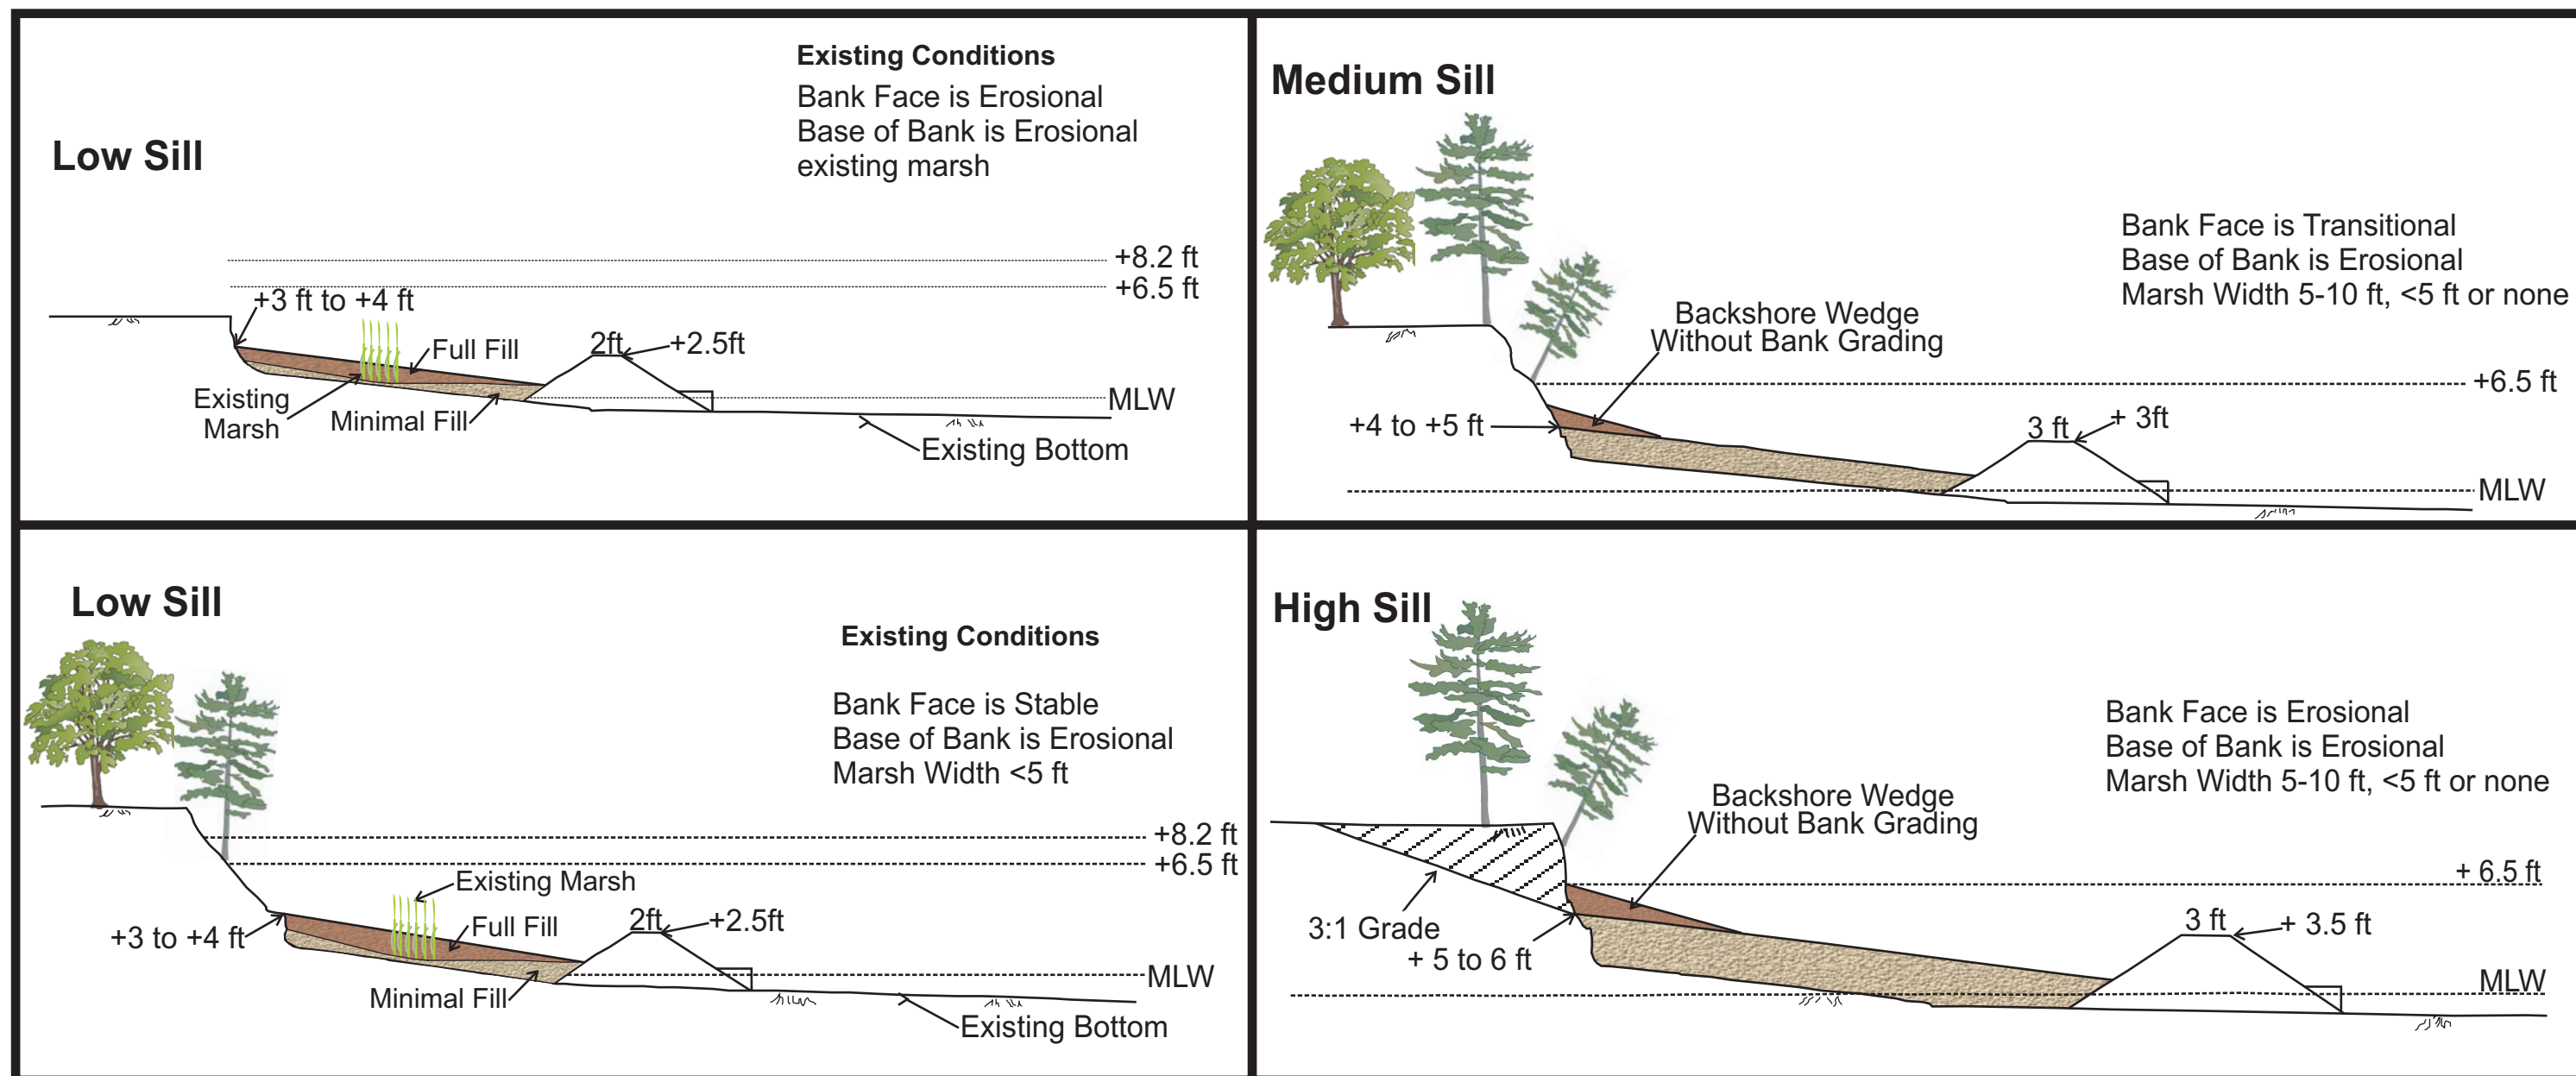 Low Sill
Existing Conditions
Bank Face is Erosional
Base of Bank is Erosional
existing marsh
+8.2 ft
+6.5 ft
+3 ft to +4 ft
Full Fill
2ft
+2.5ft
Existing
Marsh
Minimal Fill
MLW
Existing Bottom
Medium Sill
Bank Face is Transitional
Base of Bank is Erosional
Marsh Width 5-10 ft, <5 ft or none
Backshore Wedge
Without Bank Grading
+6.5 ft
+4 to +5 ft
3 ft
+ 3ft
MLW
Low Sill
Existing Conditions
Bank Face is Stable
Base of Bank is Erosional
Marsh Width <5 ft
+8.2 ft
+6.5 ft
Existing Marsh
Full Fill
2ft
+2.5ft
+3 to +4 ft
MLW
Minimal Fill
Existing Bottom
High Sill
Bank Face is Erosional
Base of Bank is Erosional
Marsh Width 5-10 ft, <5 ft or none
Backshore Wedge
Without Bank Grading
+ 6.5 ft
3:1 Grade
+ 5 to 6 ft
3 ft
+ 3.5 ft
MLW